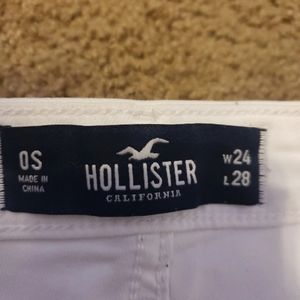 0S
MADE IN
CHINA
HOLLISTER
CALIFORNIA
W24
L28